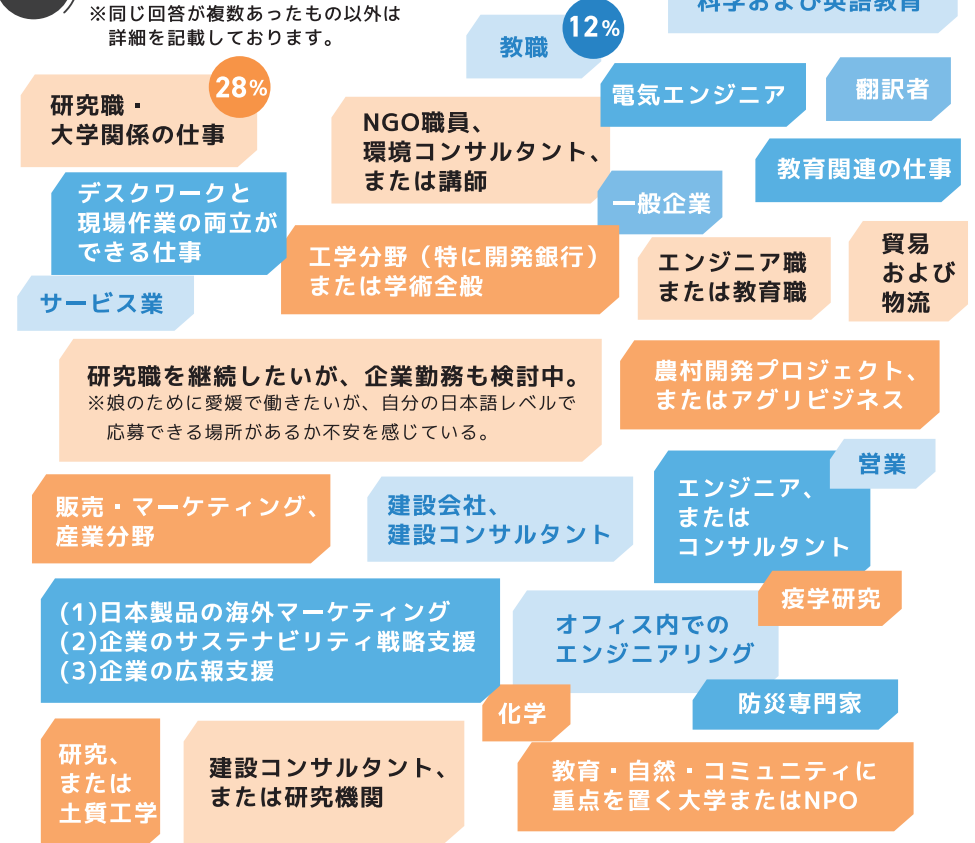 ※同じ回答が複数あったもの以外は
詳細を記載しております。
科学および英語教育
教職
12%
研究職・
大学関係の仕事
28%
NGO職員、
環境コンサルタント、
または講師
電気エンジニア
翻訳者
教育関連の仕事
デスクワークと
現場作業の両立が
できる仕事
一般企業
サービス業
工学分野（特に開発銀行）
または学術全般
エンジニア職
または教育職
貿易
および
物流
研究職を継続したいが、企業勤務も検討中。
※娘のために愛媛で働きたいが、自分の日本語レベルで
応募できる場所があるか不安を感じている。
農村開発プロジェクト、
またはアグリビジネス
営業
販売・マーケティング、
産業分野
建設会社、
建設コンサルタント
エンジニア、
または
コンサルタント
疫学研究
(1)日本製品の海外マーケティング
(2)企業のサステナビリティ戦略支援
(3)企業の広報支援
オフィス内での
エンジニアリング
防災専門家
化学
研究、
または
土質工学
建設コンサルタント、
または研究機関
教育・自然・コミュニティに
重点を置く大学またはNPO